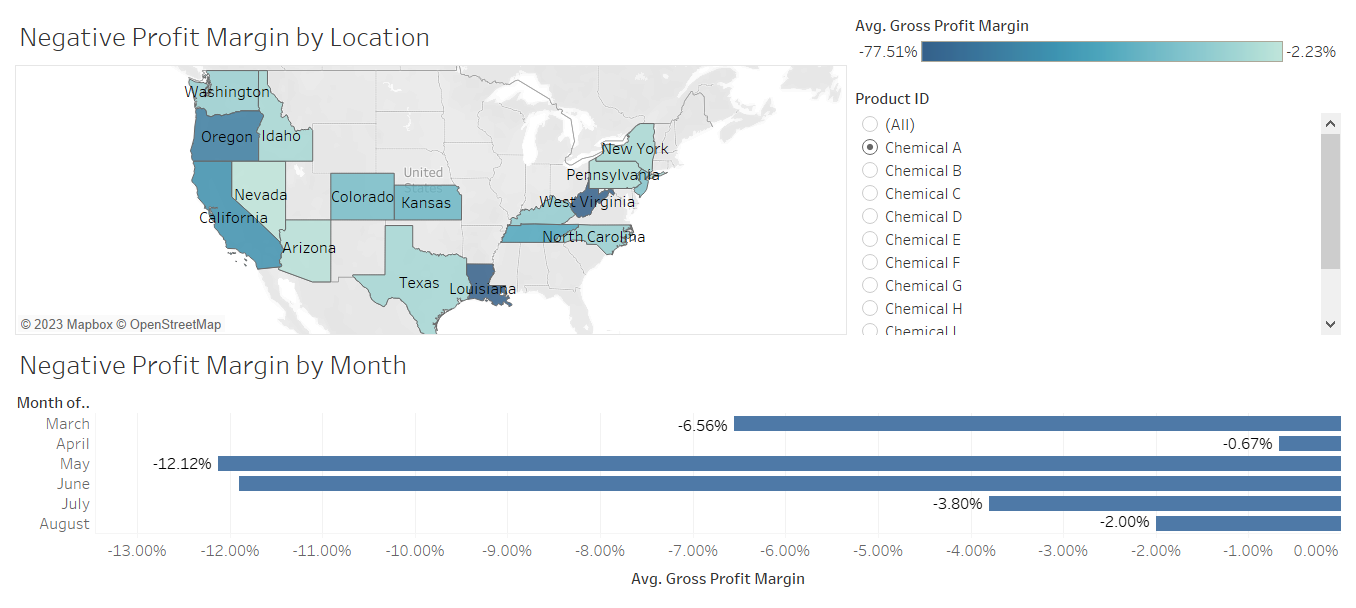 Negative Profit Margin by Location
Avg. Gross Profit Margin
-77.51%
-2.23%
Product ID
(All)
Chemical A
Chemical B
Chemical C
Chemical D
Chemical E
Chemical F
Chemical G
Chemical H
Washington
Oregon
Idaho
Nevada
California
Arizona
Colorado
Kansas
United
States
Texas
Louisiana
New York
Pennsylvania
West Virginia
North Carolina
© 2023 Mapbox © OpenStreetMap
Negative Profit Margin by Month
Month of..
March
-6.56%
April
-0.67%
May
-12.12%
June
July
-3.80%
August
-2.00%
-13.00%
-12.00%
-11.00%
-10.00%
-9.00%
-8.00%
-7.00%
-6.00%
-5.00%
-4.00%
-3.00%
-2.00%
-1.00%
0.00%
Avg. Gross Profit Margin